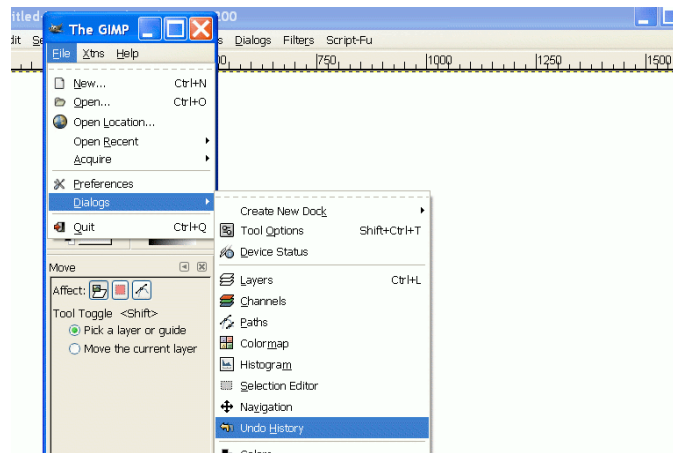 The GIMP
200
Dialogs Filters Script-Fu
File Xtns Help
750 1000 1250 1500
New... Ctrl+N
Open... Ctrl+O
Open Location...
Open Recent
Acquire
Preferences
Dialogs
Quit Ctrl+Q
Create New Dock
Tool Options Shift+Ctrl+T
Device Status
Layers Ctrl+L
Channels
Paths
Colormap
Histogram
Selection Editor
Navigation
Undo History
Move
Affect:
Tool Toggle <Shift>
Pick a layer or guide
Move the current layer